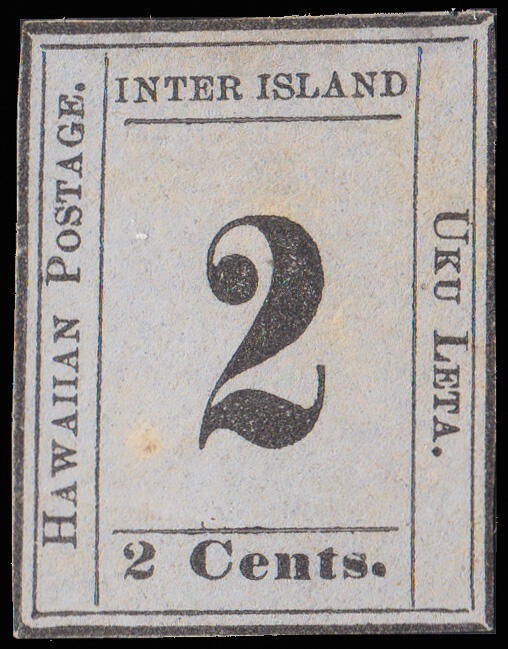 INTER ISLAND
HAWAIIAN POSTAGE.
2
UKU LETA.
2 Cents.